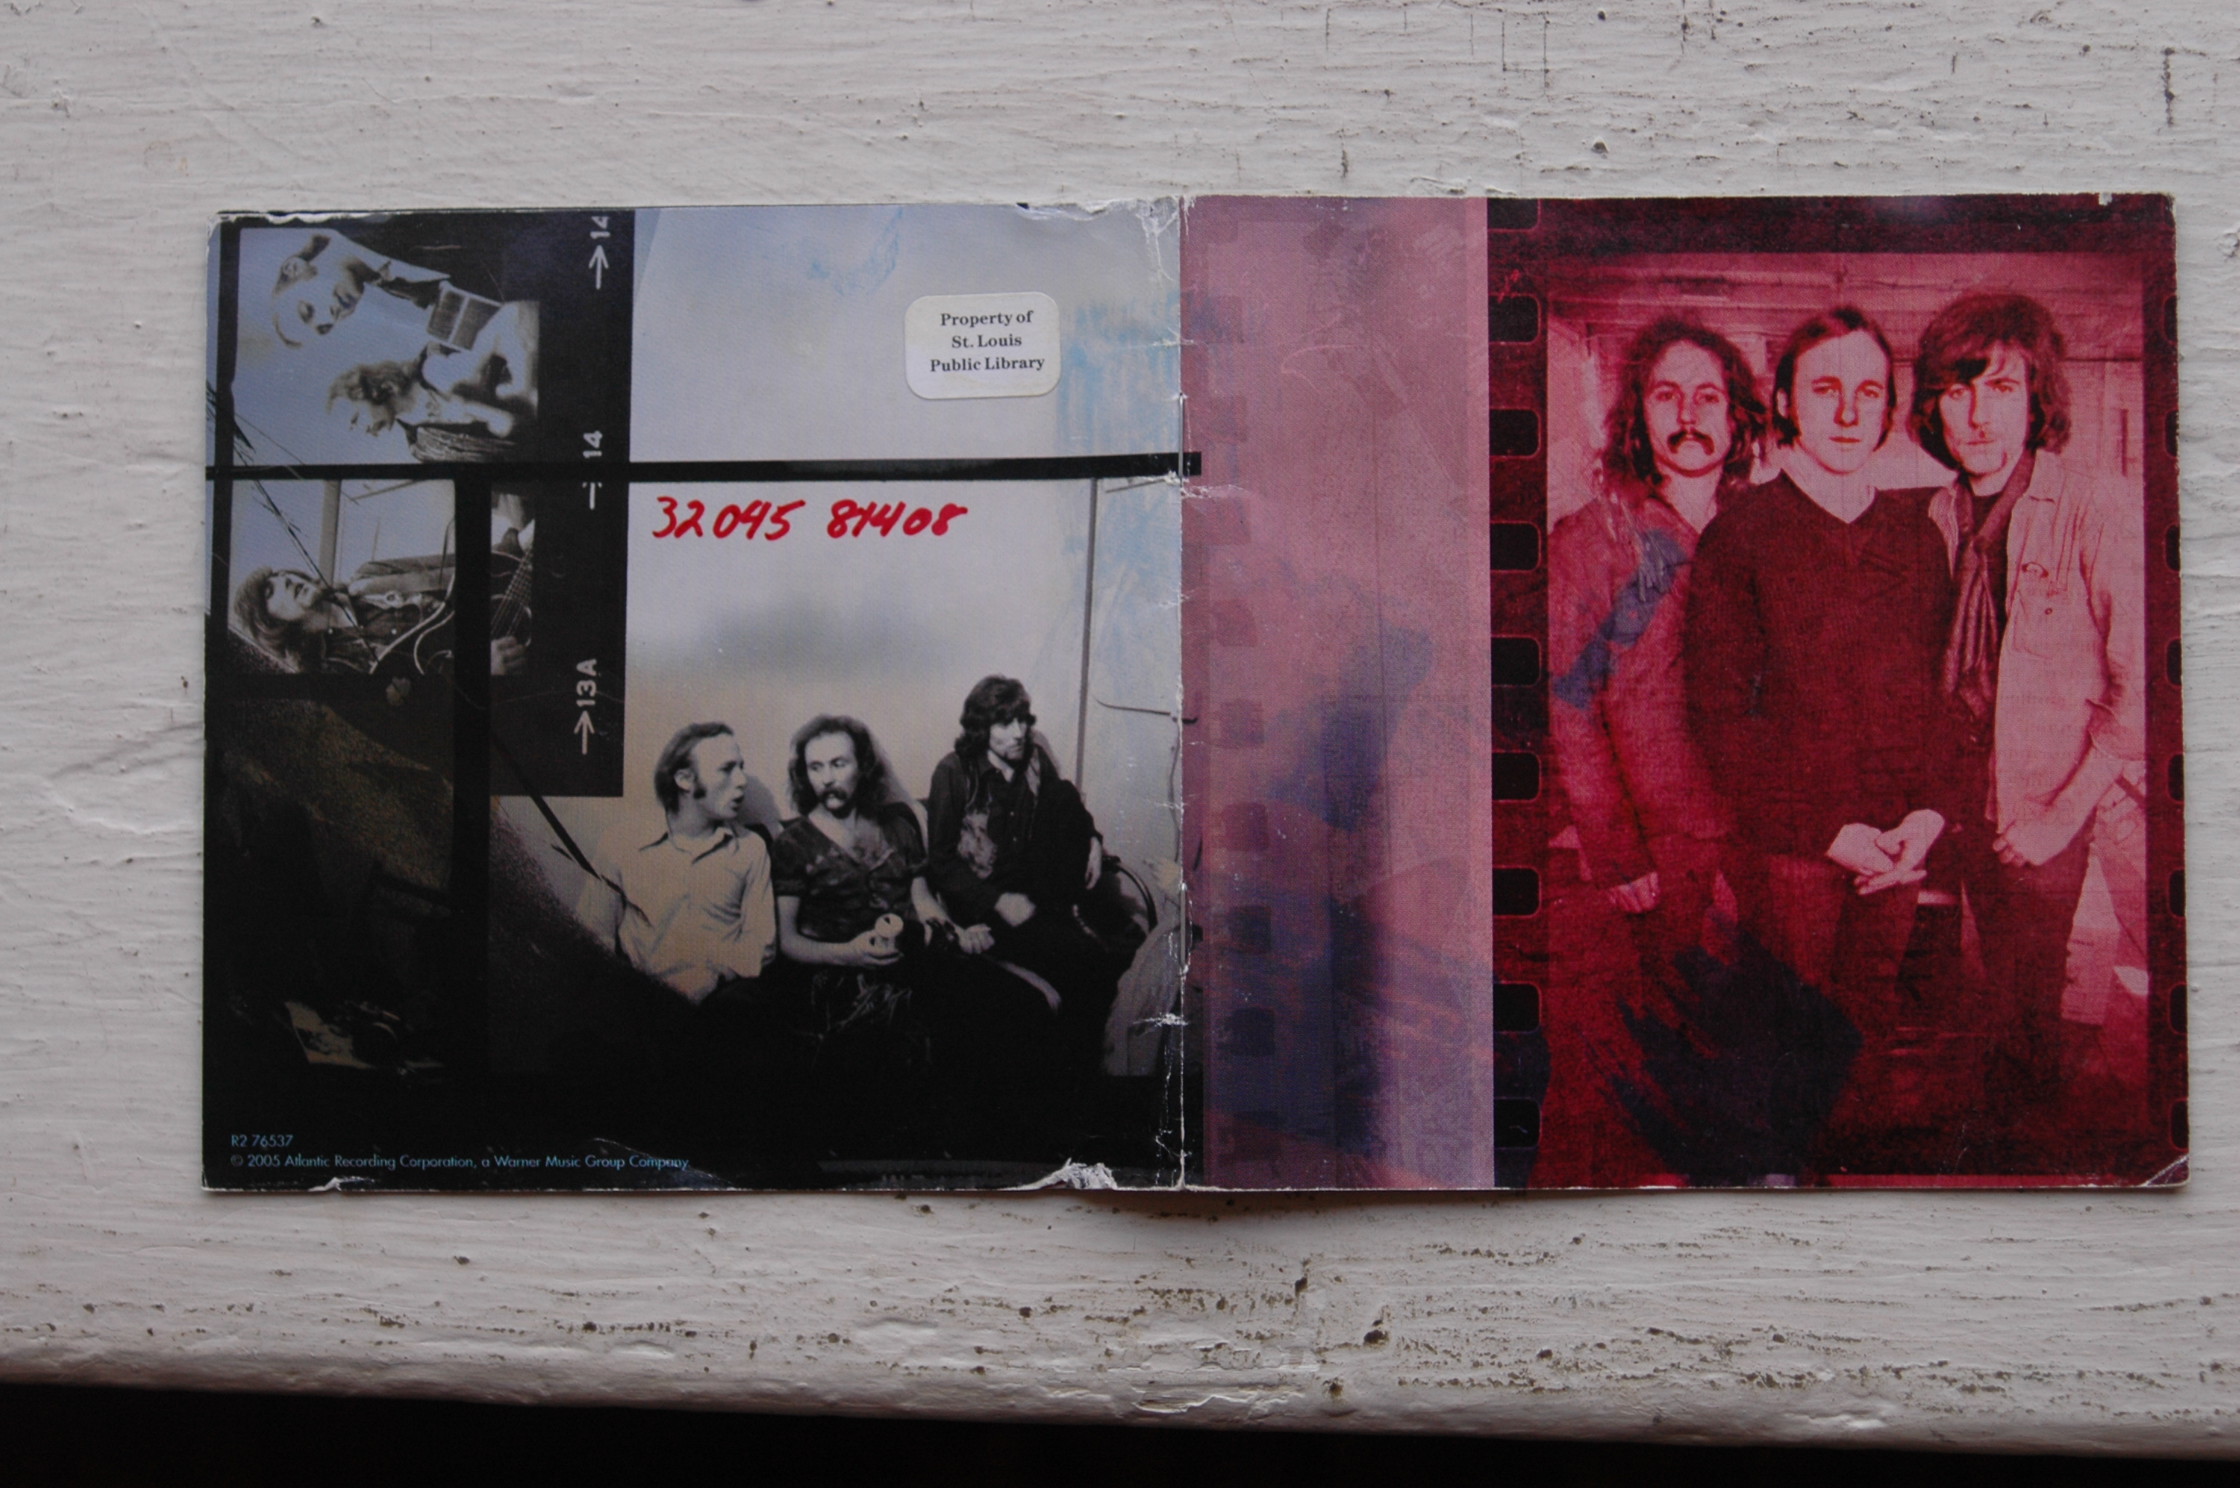 →14
Property of
St. Louis
Public Library
→14
32045 81408
→13A
R2 76537
© 2005 Atlantic Recording Corporation, a Warner Music Group Company